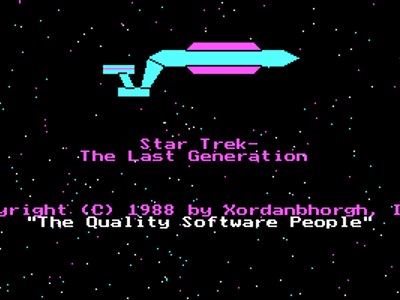 Star Trek-
The Last Generation
yright (C) 1988 by Xordanbhorgh, I
"The Quality Software People"